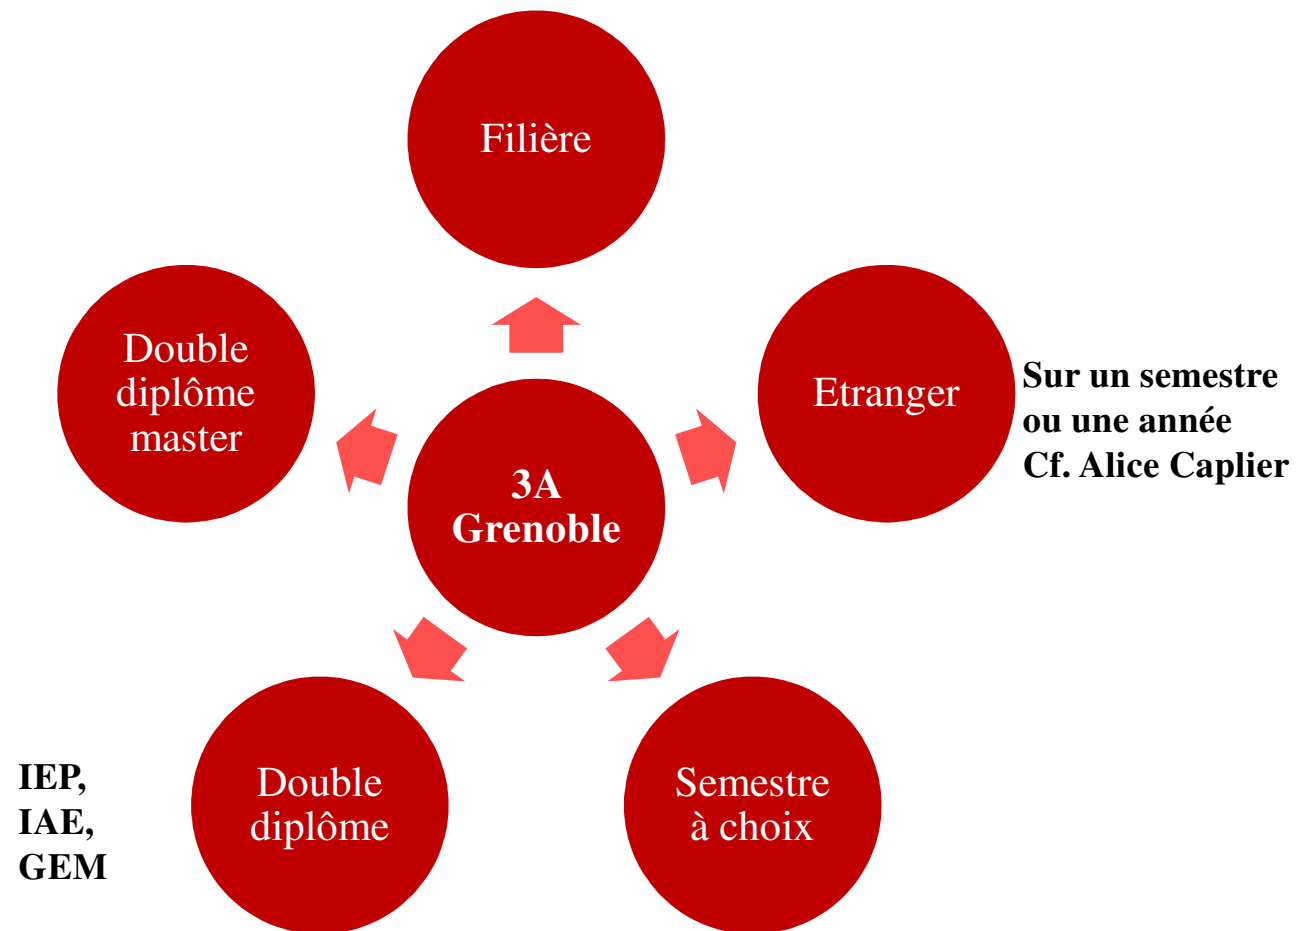 Filière
Double
diplôme
master
Etranger
Sur un semestre
ou une année
Cf. Alice Caplier
3A
Grenoble
IEP,
IAE,
GEM
Double
diplôme
Semestre
à choix